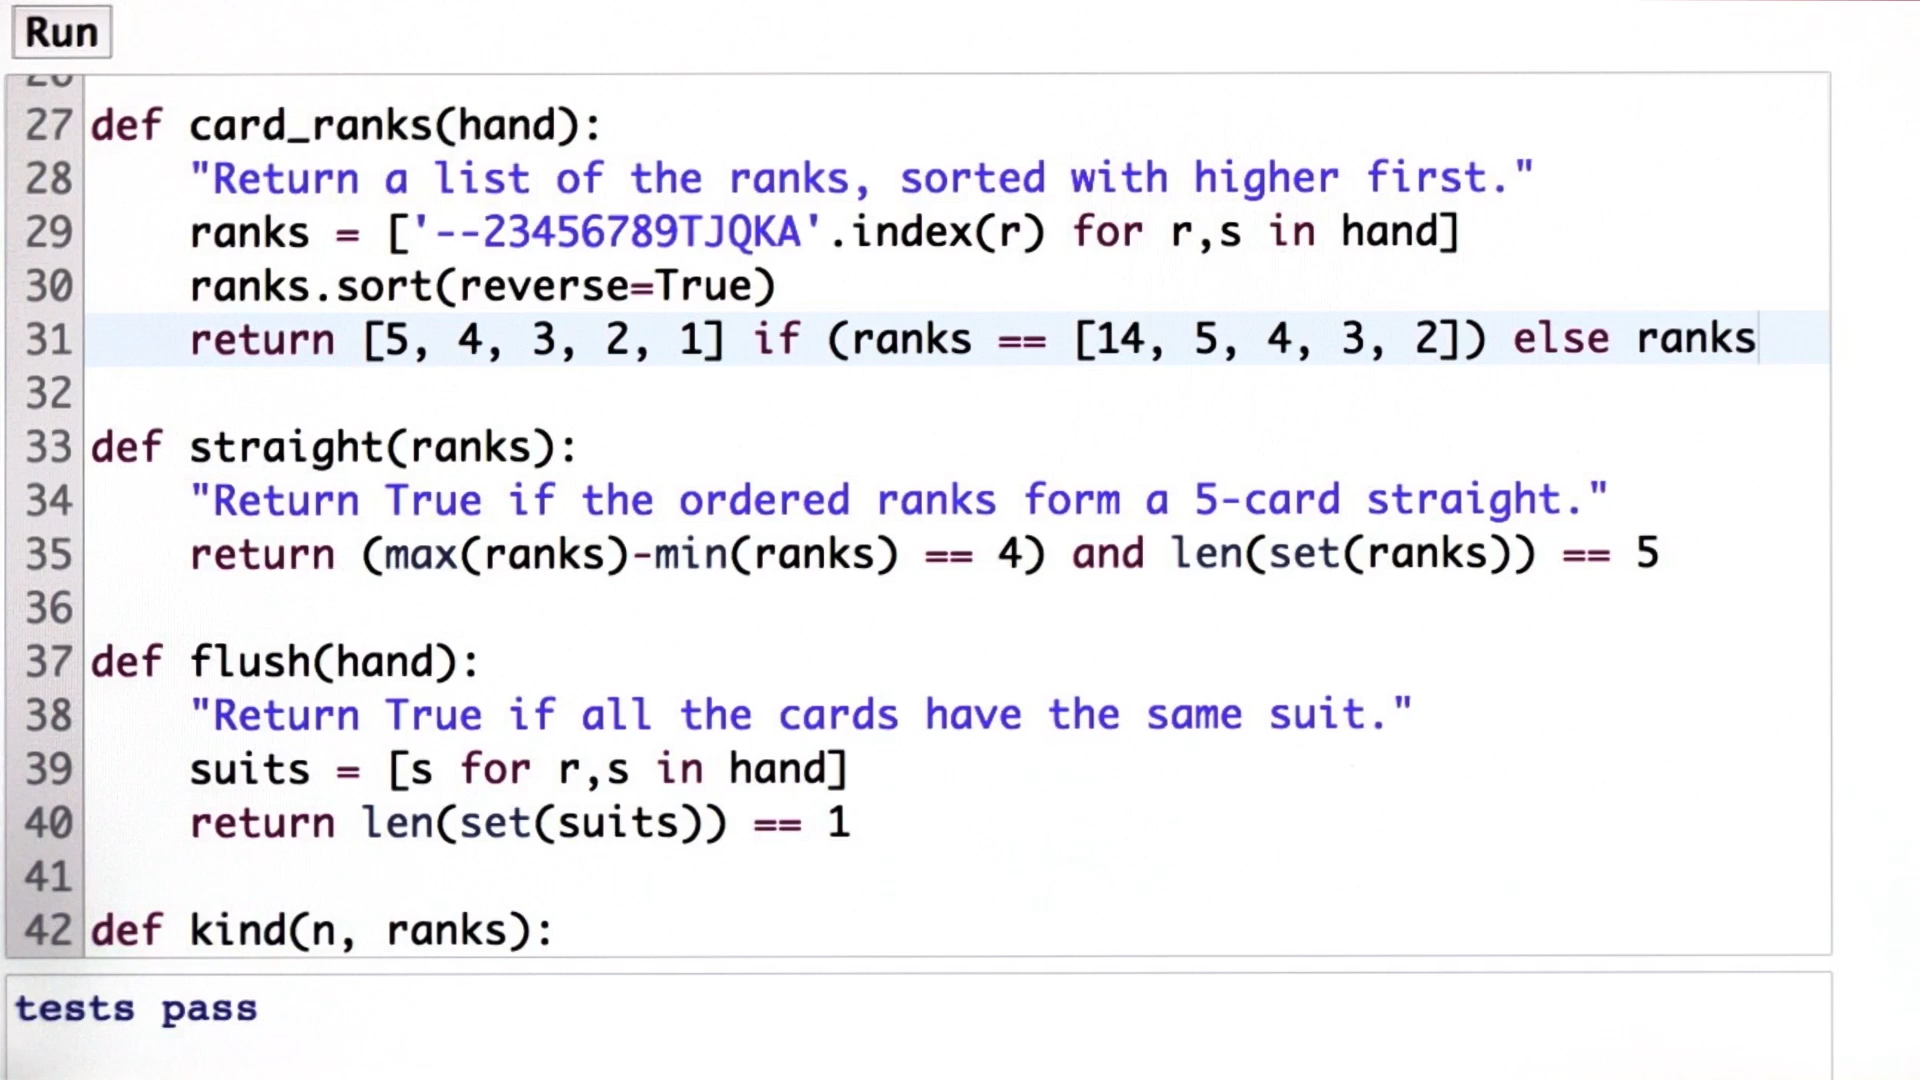 Run
27 def card_ranks(hand):
28     "Return a list of the ranks, sorted with higher first."
29     ranks = ['--23456789TJQKA'.index(r) for r,s in hand]
30     ranks.sort(reverse=True)
31     return [5, 4, 3, 2, 1] if (ranks == [14, 5, 4, 3, 2]) else ranks
32
33 def straight(ranks):
34     "Return True if the ordered ranks form a 5-card straight."
35     return (max(ranks)-min(ranks) == 4) and len(set(ranks)) == 5
36
37 def flush(hand):
38     "Return True if all the cards have the same suit."
39     suits = [s for r,s in hand]
40     return len(set(suits)) == 1
41
42 def kind(n, ranks):
tests pass